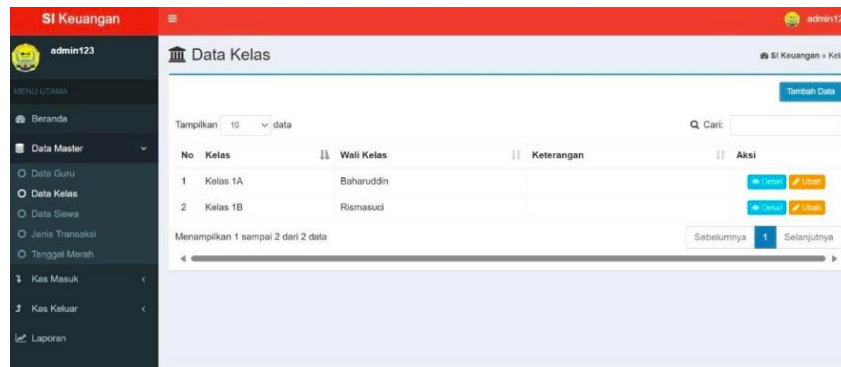 SI Keuangan
admin12
admin123
Data Kelas
SI Keuangan » Kel
MENU UTAMA
Tambah Data
Beranda
Tampilkan 10 data
Cari:
Data Master
No Kelas Wali Kelas Keterangan Aksi
Data Guru
1 Kelas 1A Baharuddin Detail Ubah
Data Kelas
2 Kelas 1B Rismasuci Detail Ubah
Data Siswa
Jenis Transaksi
Menampilkan 1 sampai 2 dari 2 data
Sebelumnya 1 Selanjutnya
Tanggal Merah
Kas Masuk
Kas Keluar
Laporan